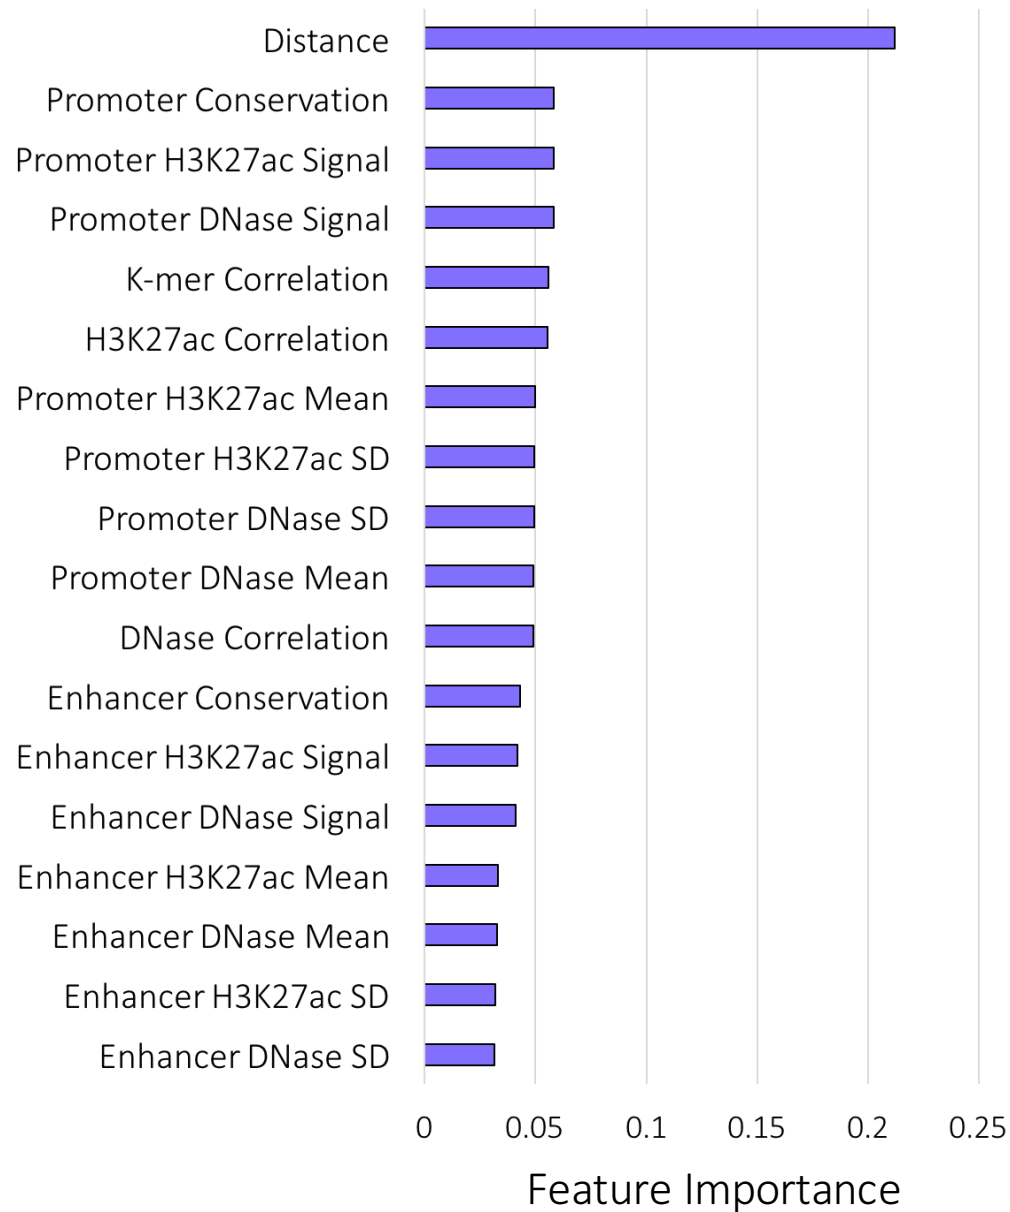 Distance
Promoter Conservation
Promoter H3K27ac Signal
Promoter DNase Signal
K-mer Correlation
H3K27ac Correlation
Promoter H3K27ac Mean
Promoter H3K27ac SD
Promoter DNase SD
Promoter DNase Mean
DNase Correlation
Enhancer Conservation
Enhancer H3K27ac Signal
Enhancer DNase Signal
Enhancer H3K27ac Mean
Enhancer DNase Mean
Enhancer H3K27ac SD
Enhancer DNase SD
0 0.05 0.1 0.15 0.2 0.25
Feature Importance